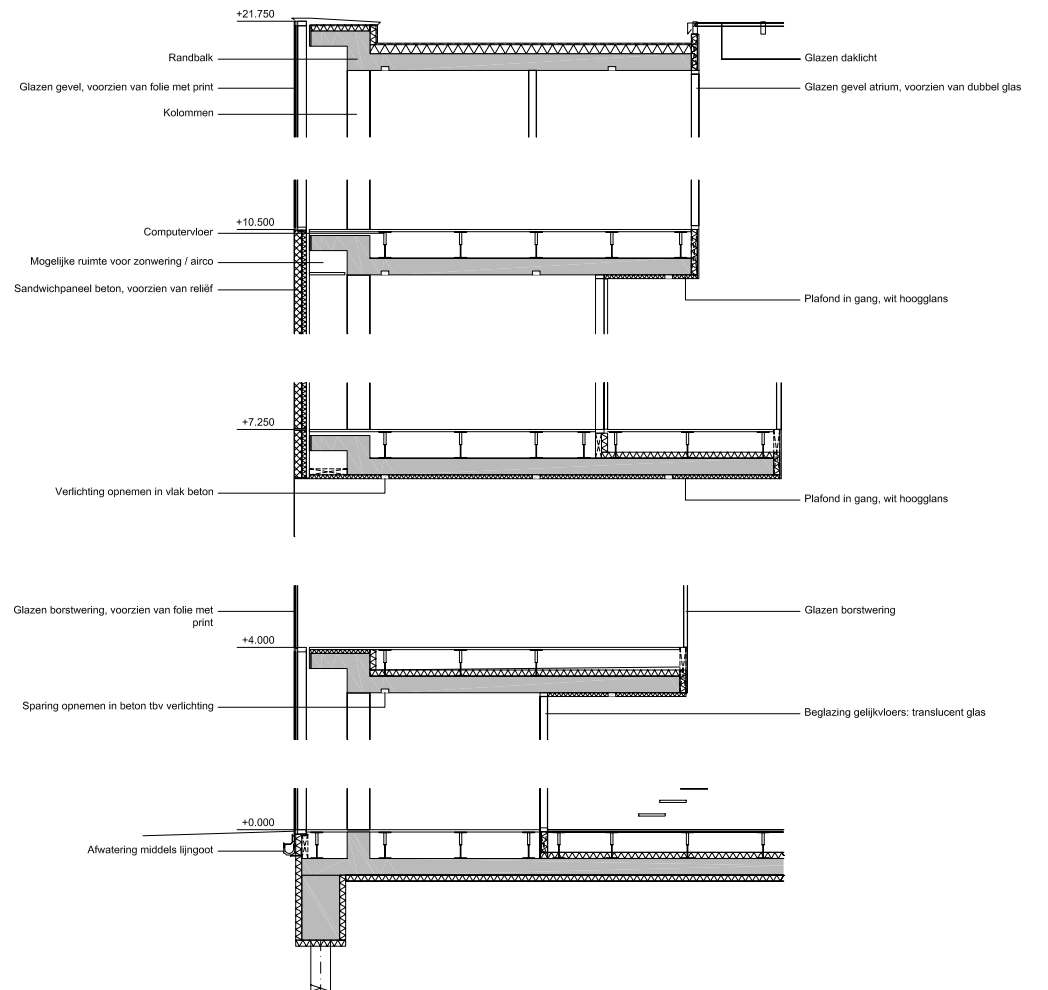 +21.750
Randbalk
Glazen daklicht
Glazen gevel, voorzien van folie met print
Glazen gevel atrium, voorzien van dubbel glas
Kolommen
+10.500
Computervloer
Mogelijke ruimte voor zonwering / airco
Sandwichpaneel beton, voorzien van reliëf
Plafond in gang, wit hoogglans
+7.250
Verlichting opnemen in vlak beton
Plafond in gang, wit hoogglans
Glazen borstwering, voorzien van folie met
print
Glazen borstwering
+4.000
Sparing opnemen in beton tbv verlichting
Beglazing gelijkvloers: translucent glas
+0.000
Afwatering middels lijngoot